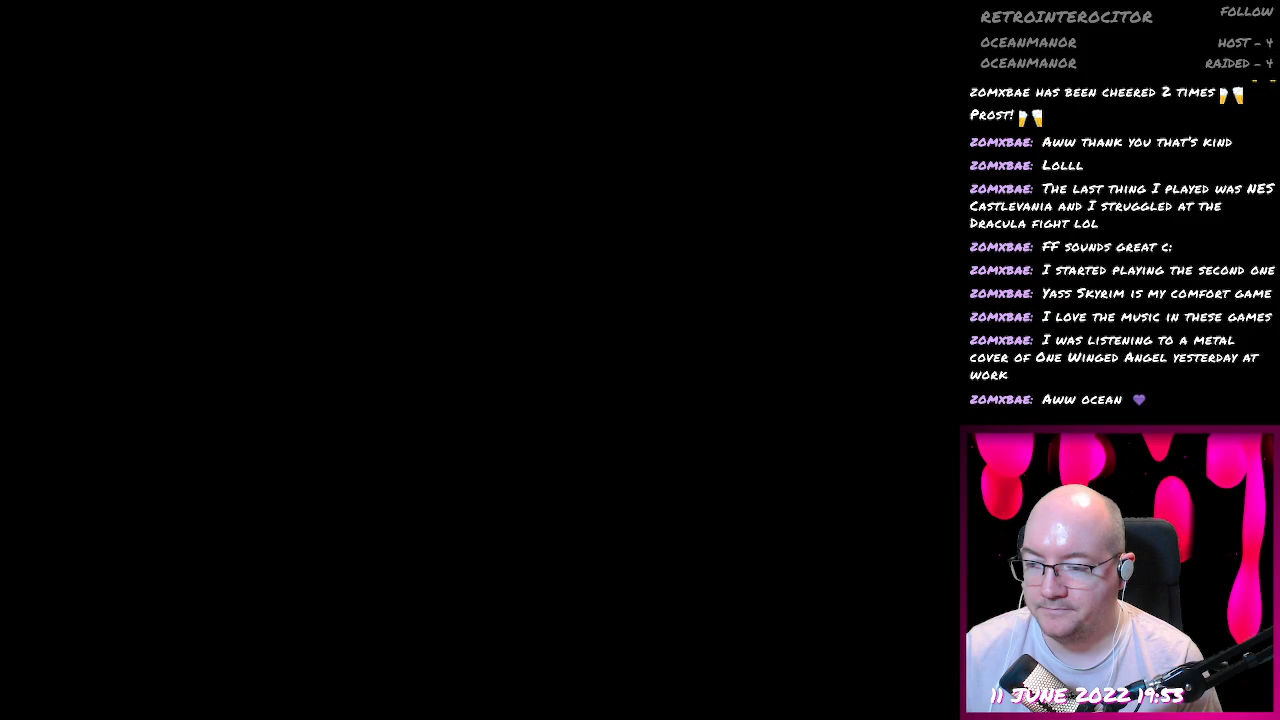 RETROINTEROCITOR FOLLOW
OCEANMANOR HOST - 4
OCEANMANOR RAIDED - 4
ZOMXBAE HAS BEEN CHEERED 2 TIMES
PROST!
ZOMXBAE: AWW THANK YOU THAT'S KIND
ZOMXBAE: LOLLL
ZOMXBAE: THE LAST THING I PLAYED WAS NES
CASTLEVANIA AND I STRUGGLED AT THE
DRACULA FIGHT LOL
ZOMXBAE: FF SOUNDS GREAT C:
ZOMXBAE: I STARTED PLAYING THE SECOND ONE
ZOMXBAE: YASS SKYRIM IS MY COMFORT GAME
ZOMXBAE: I LOVE THE MUSIC IN THESE GAMES
ZOMXBAE: I WAS LISTENING TO A METAL
COVER OF ONE WINGED ANGEL YESTERDAY AT
WORK
ZOMXBAE: AWW OCEAN 💜
11 JUNE 2022 19:53